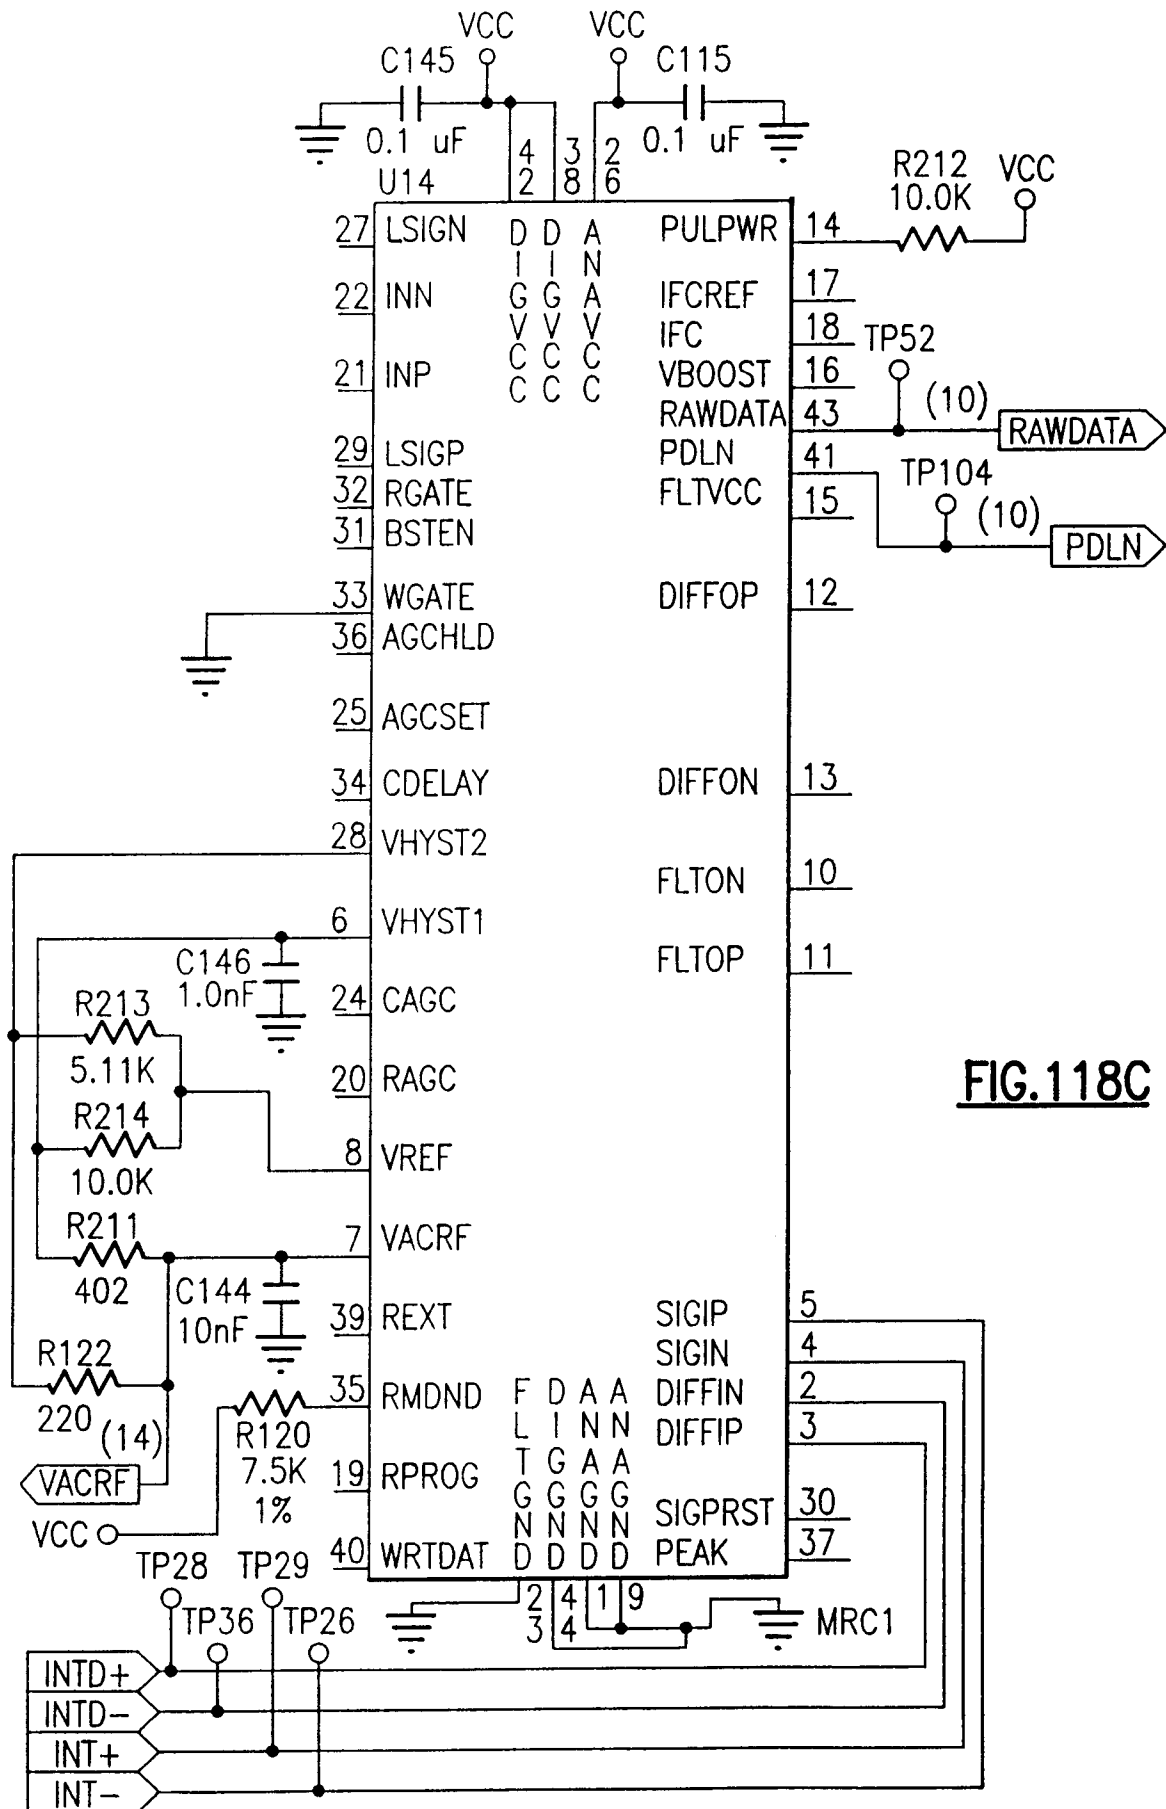 VCC
VCC
C145
C115
0.1 uF
0.1 uF
4
2
3
8
2
6
U14
R212
10.0K
VCC
27 LSIGN
DIGVCC
DIGVCC
ANAVCC
PULPWR 14
22 INN
IFCREF 17
IFC 18
TP52
21 INP
VBOOST 16
(10)
RAWDATA 43
RAWDATA
29 LSIGP
PDLN 41
TP104
32 RGATE
FLTVCC 15
(10)
31 BSTEN
PDLN
33 WGATE
DIFFOP 12
36 AGCHLD
25 AGCSET
34 CDELAY
DIFFON 13
28 VHYST2
FLTON 10
6 VHYST1
FLTOP 11
C146
1.0nF
24 CAGC
R213
5.11K
20 RAGC
FIG.118C
R214
10.0K
8 VREF
R211
402
7 VACRF
C144
10nF
39 REXT
SIGIP 5
SIGIN 4
R122
220
35 RMDND
FLTGND
DINGGND
ANAAGND
ANAGND
DIFFIN 2
DIFFIP 3
(14)
R120
7.5K
1%
VACRF
19 RPROG
SIGPRST 30
VCC
40 WRTDAT
PEAK 37
TP28
TP29
TP36
TP26
2
3
4
4
1
9
MRC1
INTD+
INTD-
INT+
INT-